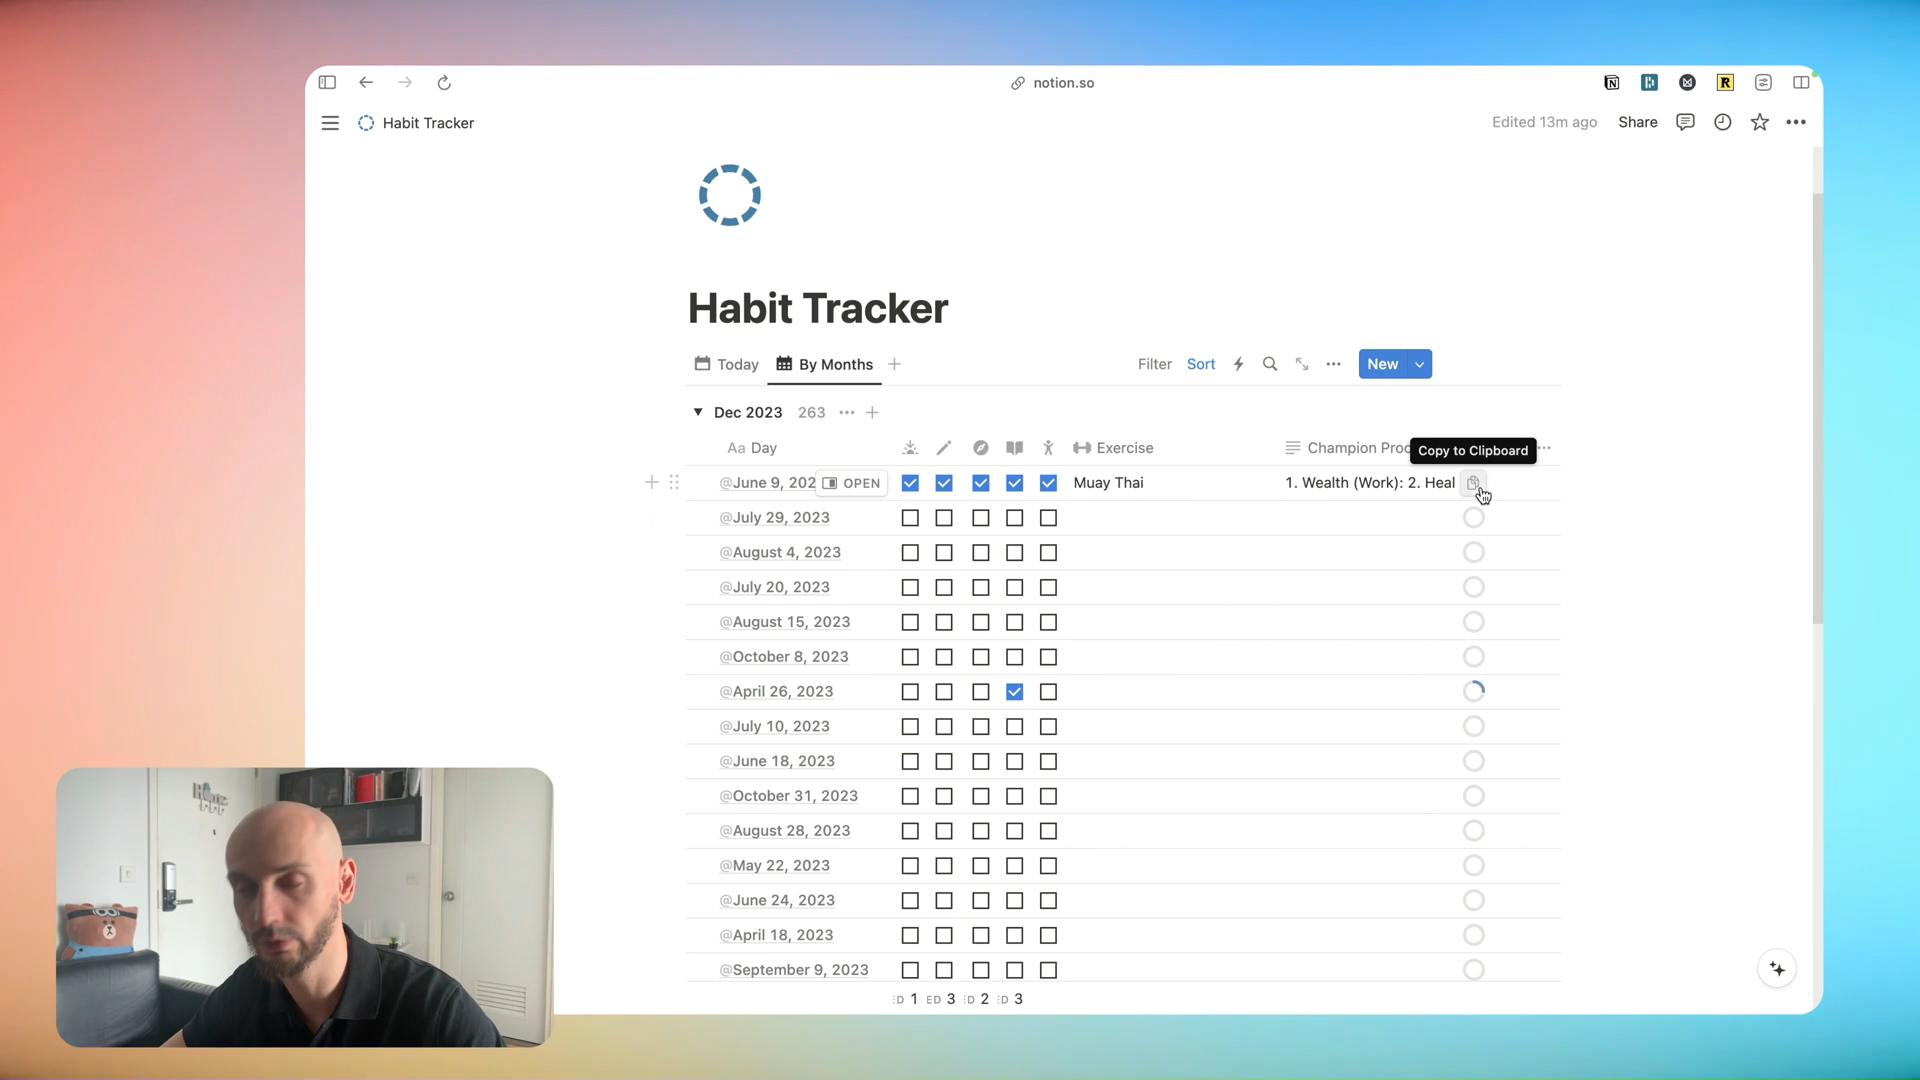 notion.so
Habit Tracker
Edited 13m ago Share
Habit Tracker
Today By Months
Filter Sort New
Dec 2023 263
Aa Day Exercise Champion Proc
Copy to Clipboard
@June 9, 202 OPEN Muay Thai 1. Wealth (Work): 2. Heal
@July 29, 2023
@August 4, 2023
@July 20, 2023
@August 15, 2023
@October 8, 2023
@April 26, 2023
@July 10, 2023
@June 18, 2023
@October 31, 2023
@August 28, 2023
@May 22, 2023
@June 24, 2023
@April 18, 2023
@September 9, 2023
D 1 ED 3 D 2 D 3